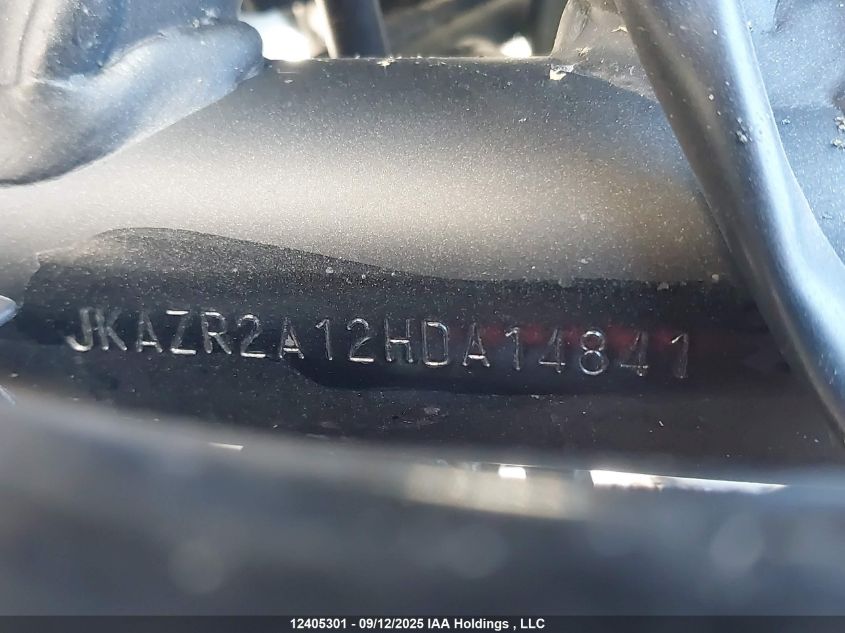 JKAZR2A12HDA14841
12405301 - 09/12/2025 IAA Holdings , LLC